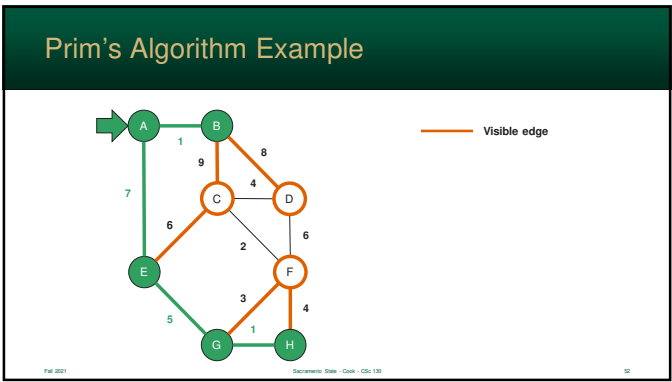 Prim's Algorithm Example
A
B
1
Visible edge
8
9
4
7
C
D
6
6
2
E
F
3
4
5
1
G
H
Fall 2021
Sacramento State - Cook - CSc 130
52